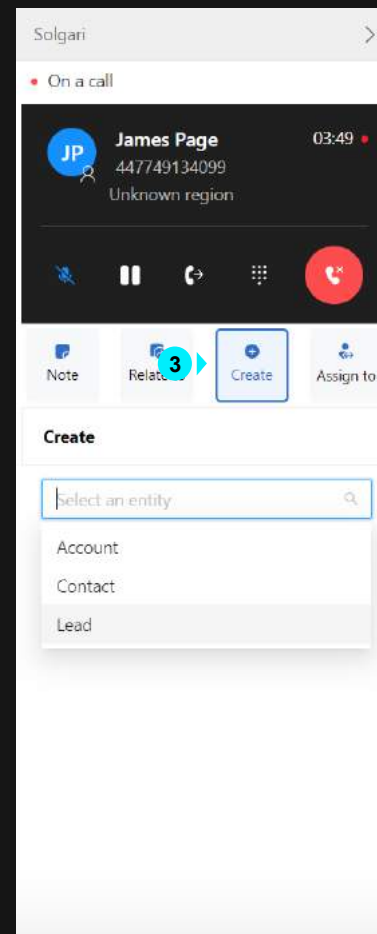 Solgari
On a call
JP
James Page
03:49
447749134099
Unknown region
Note
3
Create
Assign to
Create
Select an entity
Account
Contact
Lead